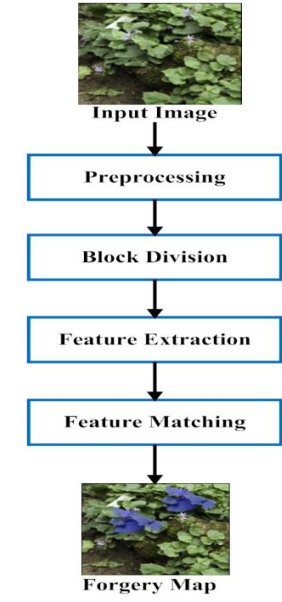 Input Image
Preprocessing
Block Division
Feature Extraction
Feature Matching
Forgery Map